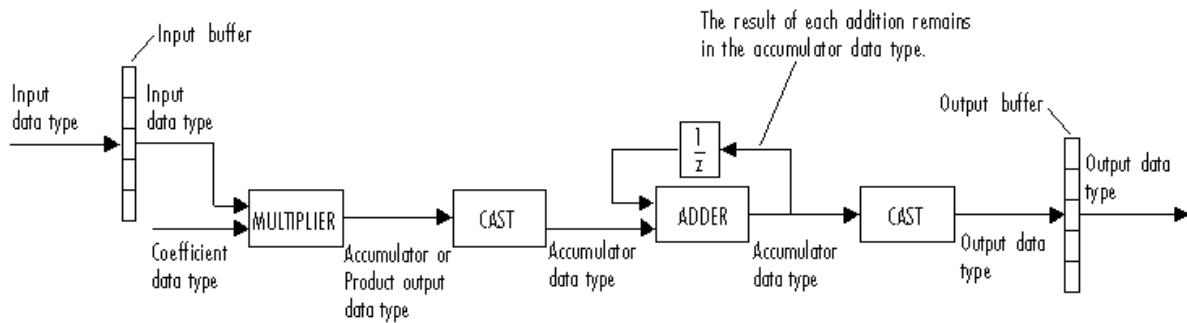 Input buffer
Input
data type
Input
data type
Coefficient
data type
MULTIPLIER
Accumulator or
Product output
data type
CAST
Accumulator
data type
The result of each addition remains
in the accumulator data type.
1
z
ADDER
Accumulator
data type
CAST
Output data
type
Output buffer
Output data
type